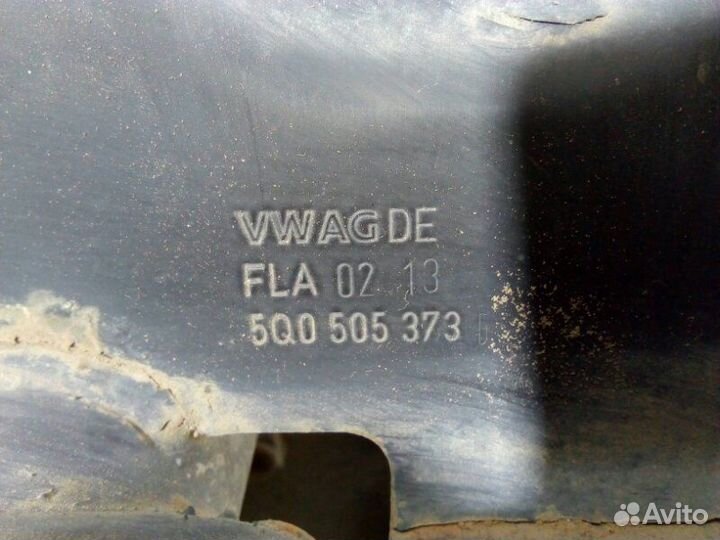 VWAG DE
FLA 02 13
5Q0 505 373
Avito